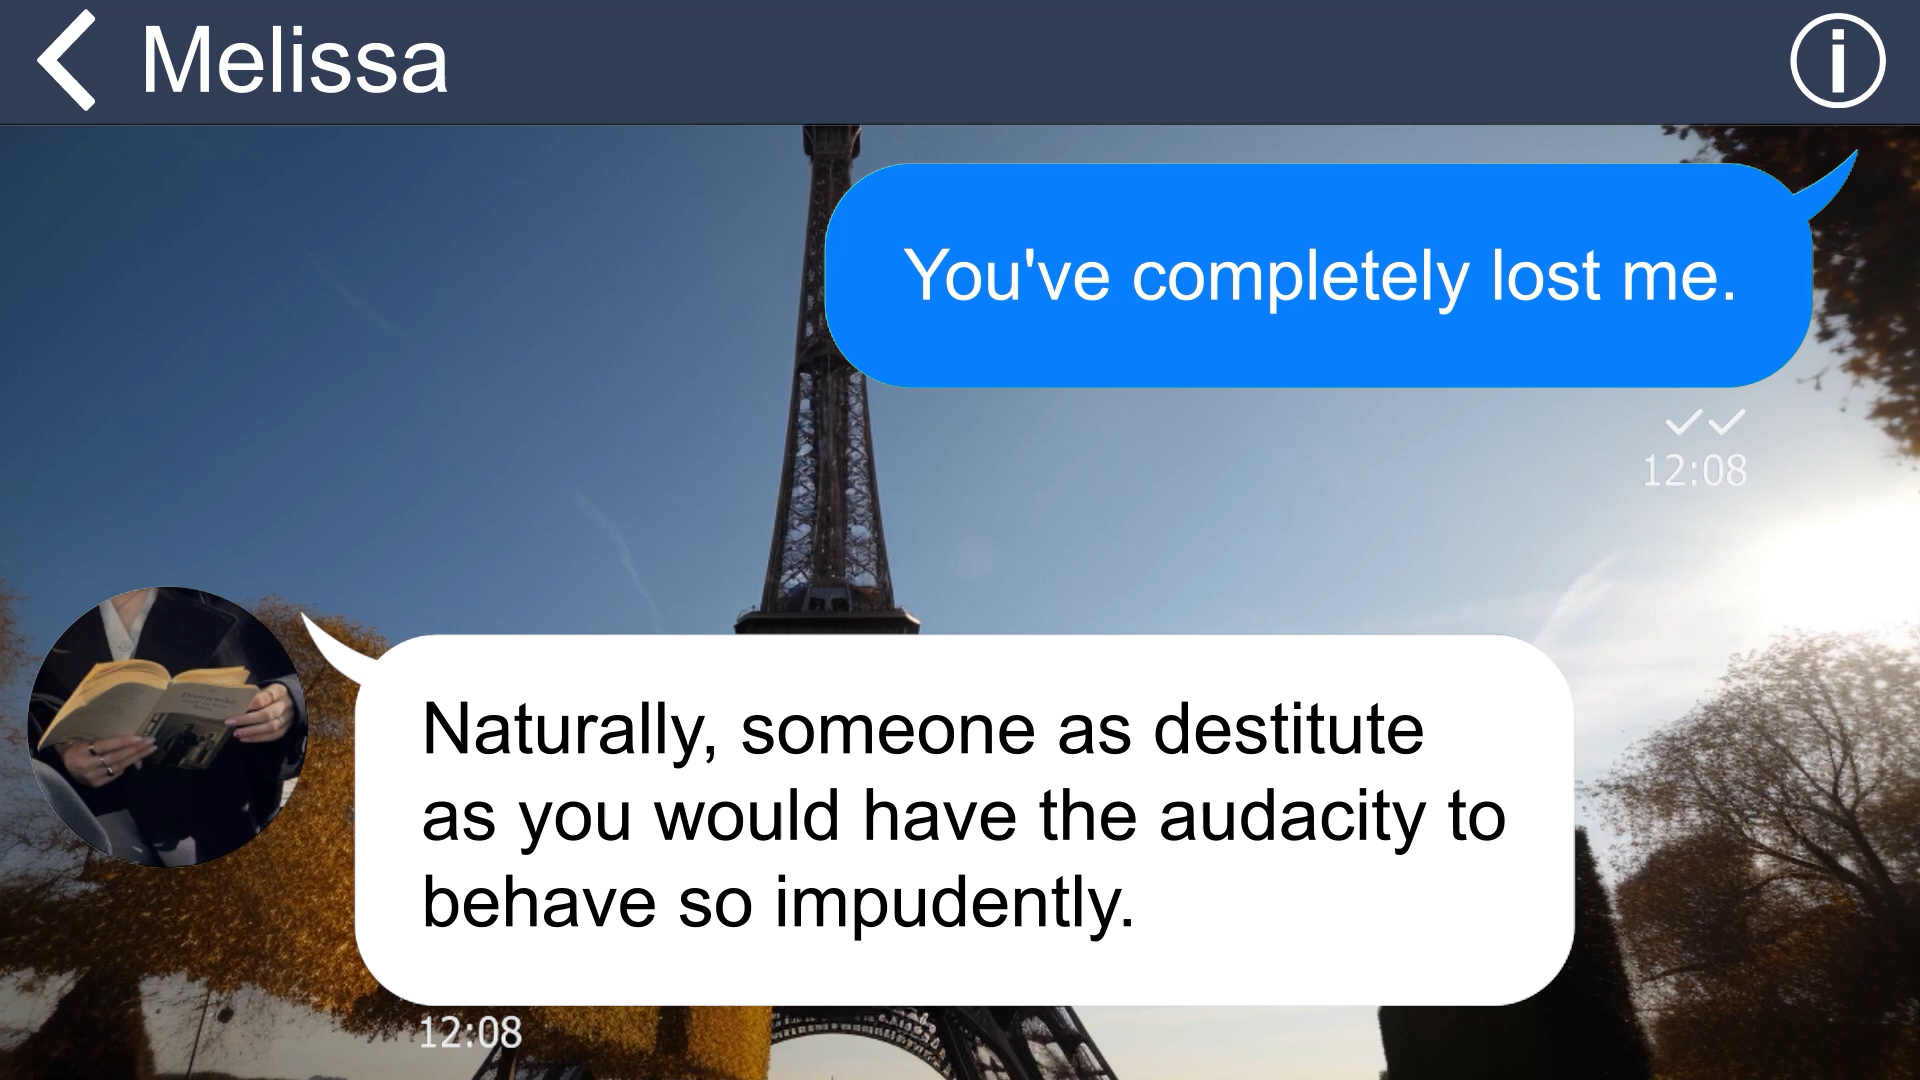 Melissa
You've completely lost me.
12:08
Naturally, someone as destitute
as you would have the audacity to
behave so impudently.
12:08